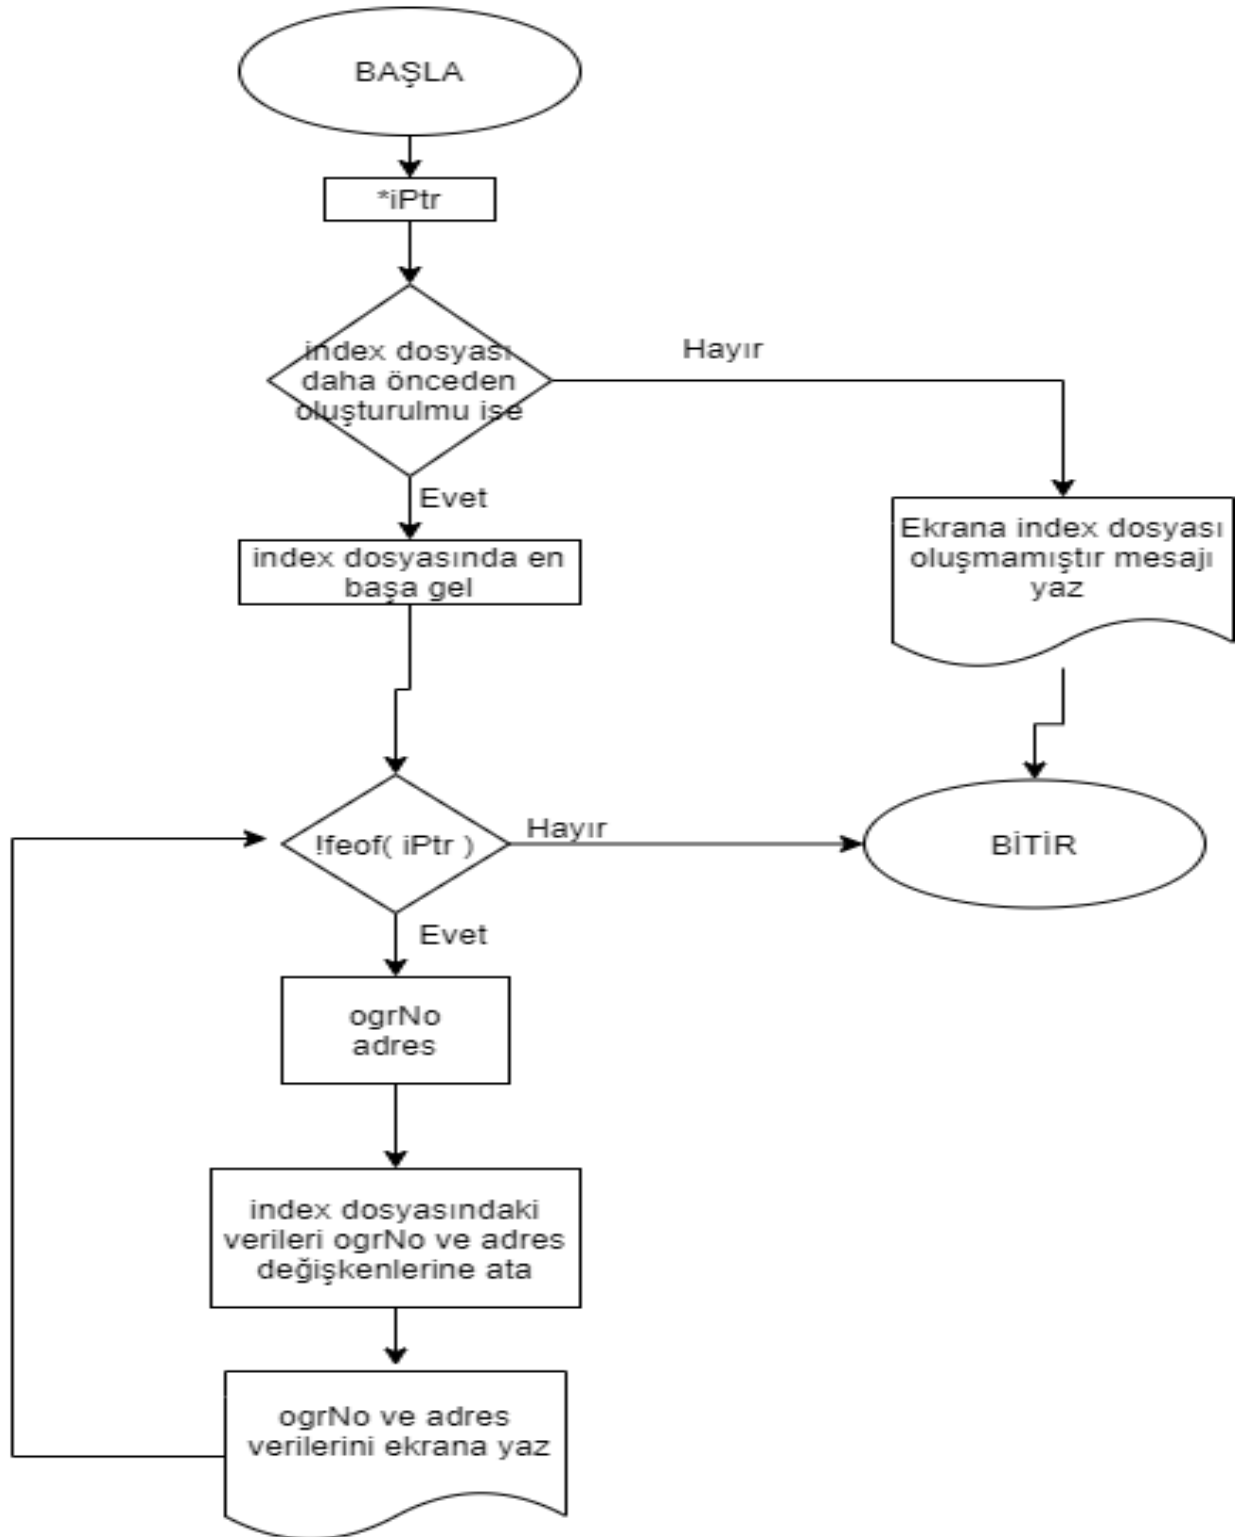 BAŞLA
*iPtr
index dosyası
daha önceden
oluşturulmu ise
Hayır
Evet
index dosyasında en
başa gel
Ekrana index dosyası
oluşmamıştır mesajı
yaz
!feof( iPtr )
Hayır
BİTİR
Evet
ogrNo
adres
index dosyasındaki
verileri ogrNo ve adres
değişkenlerine ata
ogrNo ve adres
verilerini ekrana yaz